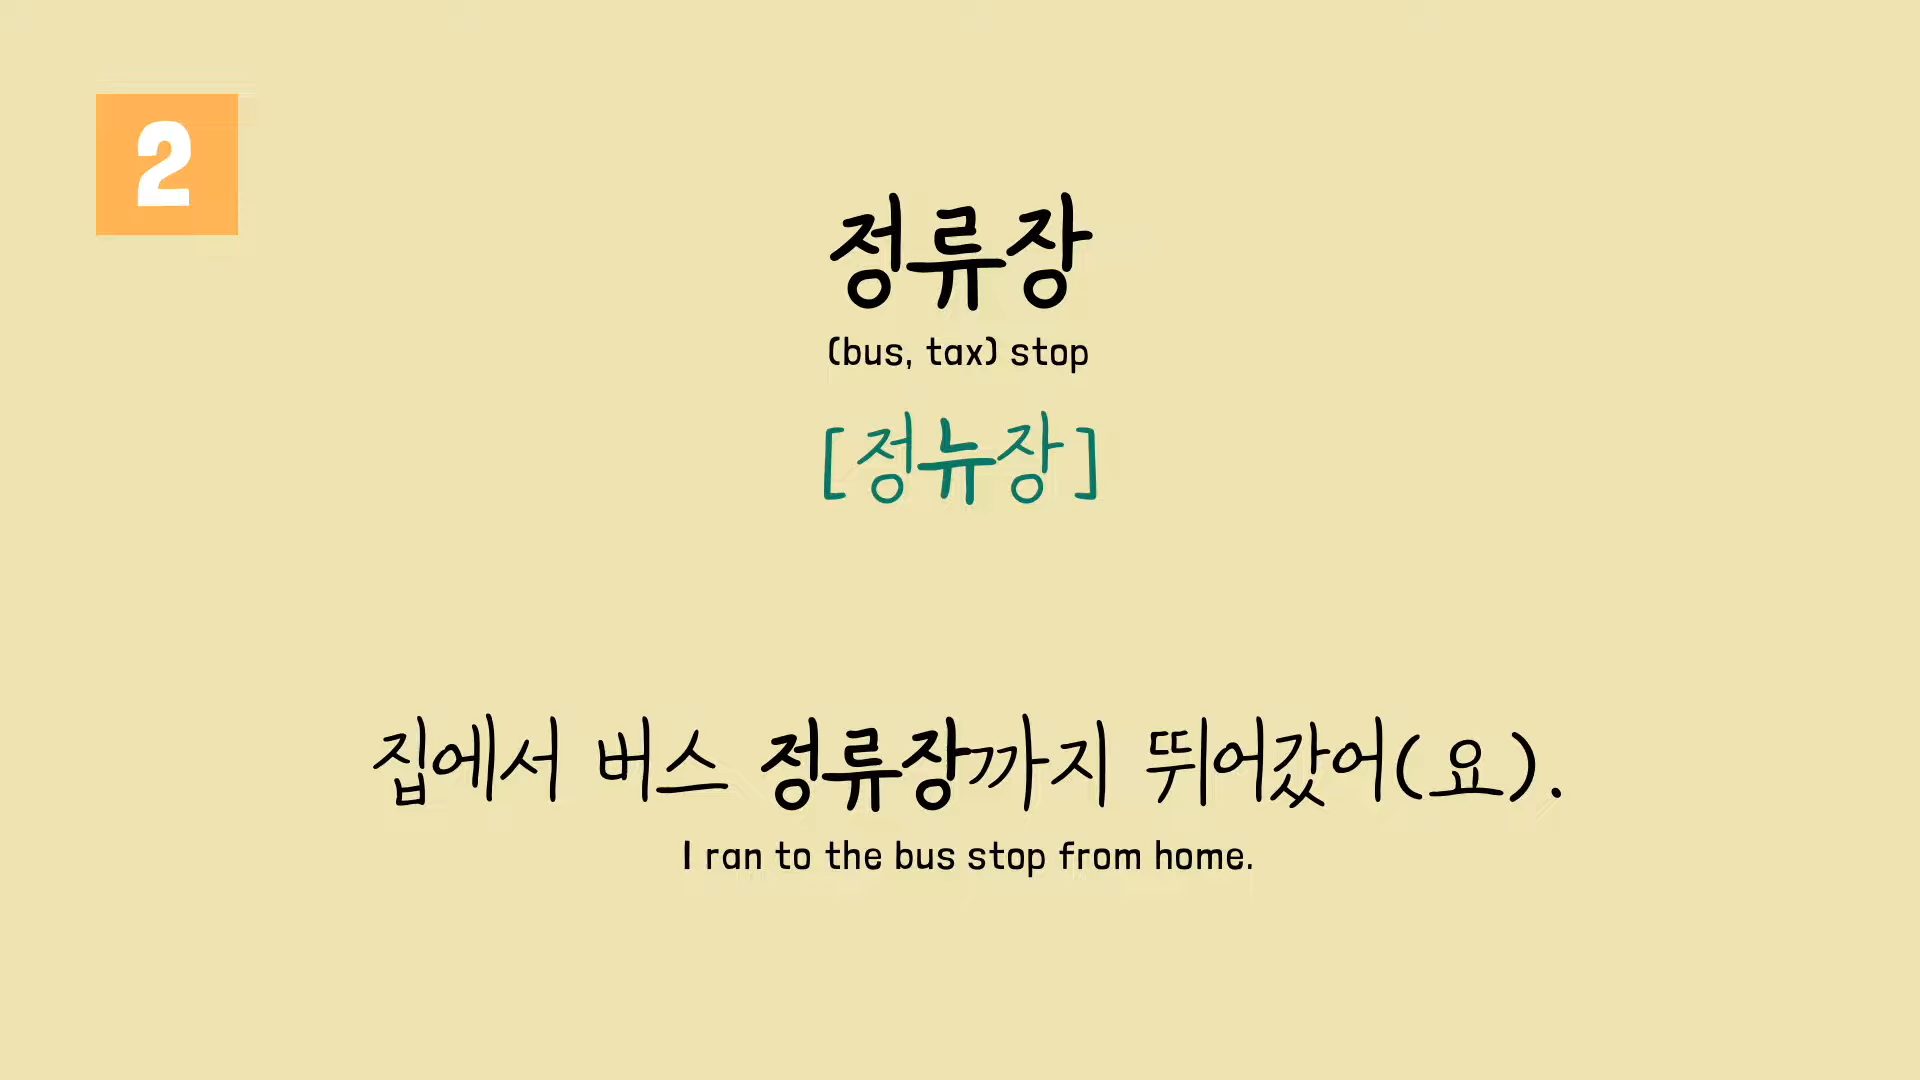 2
정류장
(bus, tax) stop
[정뉴장]
집에서 버스 정류장까지 뛰어갔어(요).
I ran to the bus stop from home.